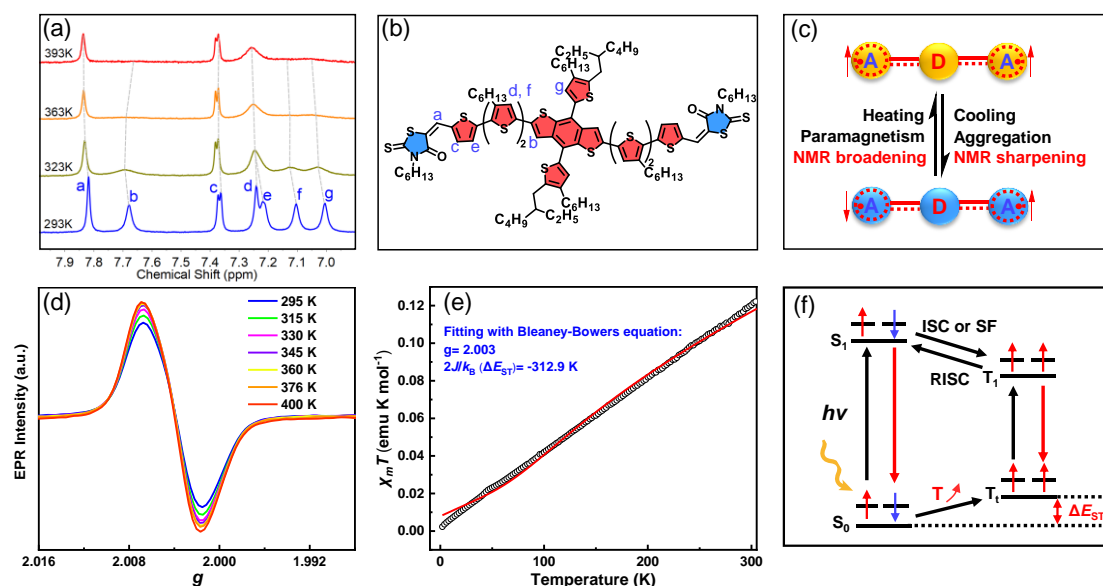 (a)
393K
363K
323K
293K
a
b
c
d
e
f
g
7.9 7.8 7.7 7.6 7.5 7.4 7.3 7.2 7.1 7.0
Chemical Shift (ppm)
(b)
C2H5
C4H9
C6H13
g
S
C6H13
d, f
C6H13
N
S
a
S
S
S
S
O
c
e
2
b
S
S
2
S
O
S
N
C6H13
C6H13
C4H9
C2H5
(c)
A D A
Heating
Paramagnetism
NMR broadening
Cooling
Aggregation
NMR sharpening
A D A
(d)
295 K
315 K
330 K
345 K
360 K
376 K
400 K
EPR Intensity (a.u.)
2.016 2.008 2.000 1.992
g
(e)
Fitting with Bleaney-Bowers equation:
g= 2.003
2J/kB (ΔEST)= -312.9 K
χmT (emu K mol-1)
0.12
0.10
0.08
0.06
0.04
0.02
0.00
0 50 100 150 200 250 300
Temperature (K)
(f)
S1
ISC or SF
RISC
T1
hv
T
S0
Tt
ΔEST